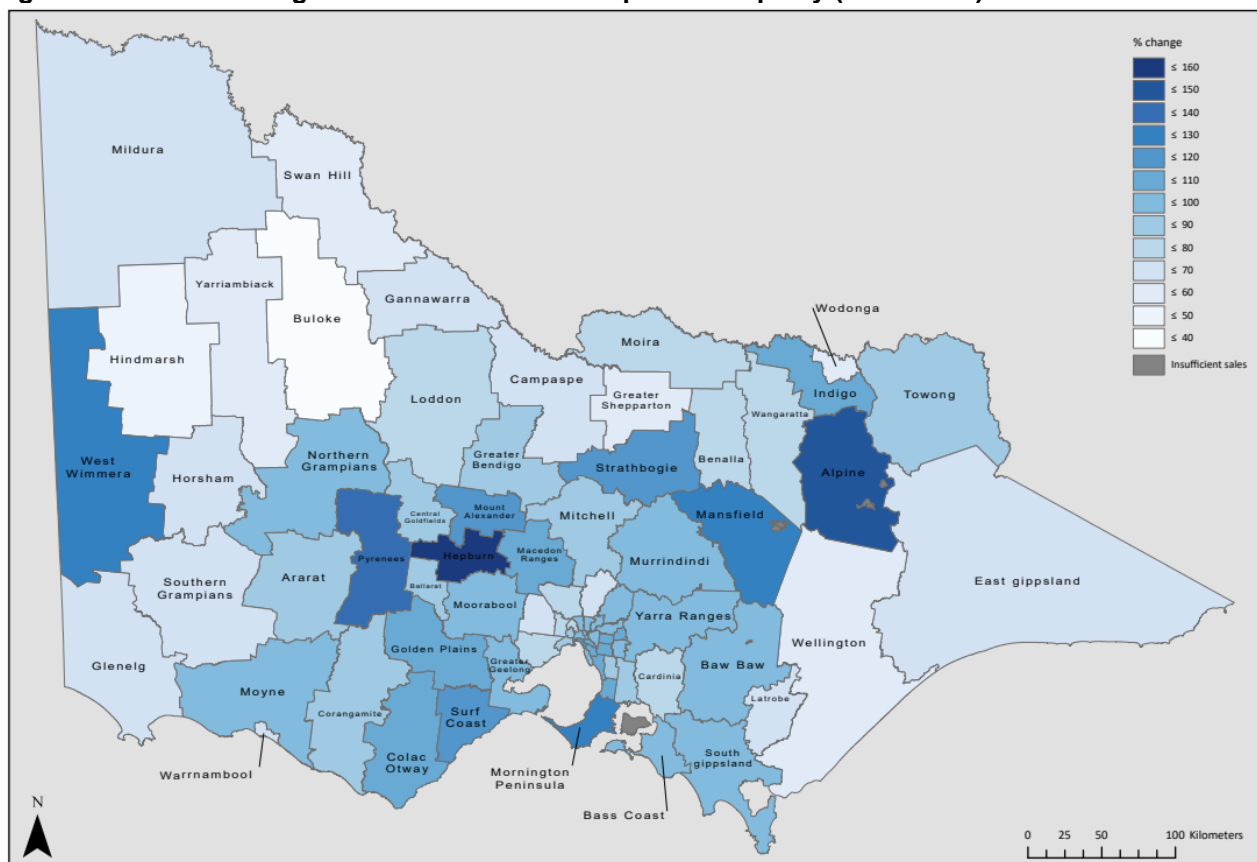 % change
≤ 160
≤ 150
≤ 140
≤ 130
≤ 120
≤ 110
≤ 100
≤ 90
≤ 80
≤ 70
≤ 60
≤ 50
≤ 40
Insufficient sales
Mildura
Swan Hill
Yarriambiack
Buloke
Gannawarra
Hindmarsh
Wodonga
Moira
Campaspe
Greater
Shepparton
Loddon
Indigo
Towong
Wangaratta
West
Wimmera
Northern
Grampians
Greater
Bendigo
Strathbogie
Benalla
Alpine
Horsham
Central
Goldfields
Mount
Alexander
Mitchell
Mansfield
Pyrenees
Hepburn
Macedon
Ranges
Murrindindi
Southern
Grampians
Ararat
Ballarat
Moorabool
East gippsland
Yarra Ranges
Wellington
Glenelg
Golden Plains
Greater
Geelong
Cardinia
Baw Baw
Moyne
Corangamite
Surf
Coast
Latrobe
Colac
Otway
South
gippsland
Warrnambool
Mornington
Peninsula
Bass Coast
N
0 25 50 100 Kilometers